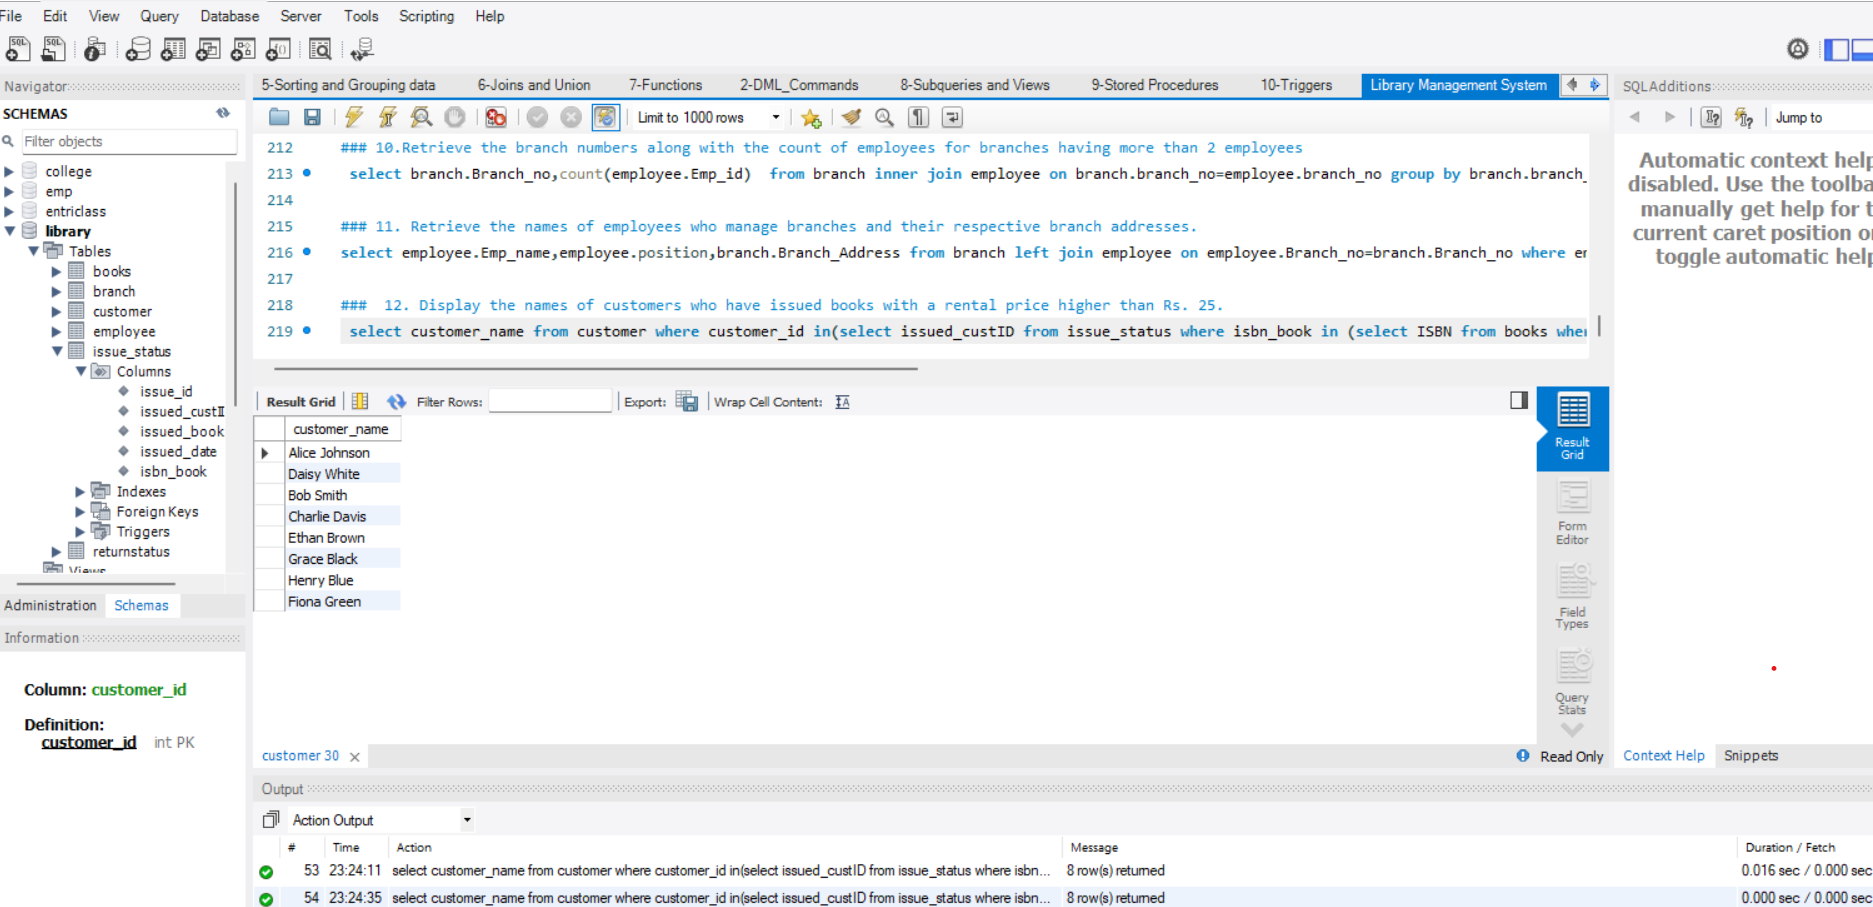 File Edit View Query Database Server Tools Scripting Help
Navigator
SCHEMAS
Filter objects
college
emp
entriclass
library
Tables
books
branch
customer
employee
issue_status
Columns
issue_id
issued_custI
issued_book
issued_date
isbn_book
Indexes
Foreign Keys
Triggers
returnstatus
Views
Administration Schemas
Information
Column: customer_id
Definition:
customer_id int PK
5-Sorting and Grouping data 6-Joins and Union 7-Functions 2-DML_Commands 8-Subqueries and Views 9-Stored Procedures 10-Triggers Library Management System
Limit to 1000 rows
212 ### 10.Retrieve the branch numbers along with the count of employees for branches having more than 2 employees
213 select branch.Branch_no,count(employee.Emp_id) from branch inner join employee on branch.branch_no=employee.branch_no group by branch.branch_
214
215 ### 11. Retrieve the names of employees who manage branches and their respective branch addresses.
216 select employee.Emp_name,employee.position,branch.Branch_Address from branch left join employee on employee.Branch_no=branch.Branch_no where em
217
218 ### 12. Display the names of customers who have issued books with a rental price higher than Rs. 25.
219 select customer_name from customer where customer_id in(select issued_custID from issue_status where isbn_book in (select ISBN from books wher
Result Grid Filter Rows: Export: Wrap Cell Content:
customer_name
Alice Johnson
Daisy White
Bob Smith
Charlie Davis
Ethan Brown
Grace Black
Henry Blue
Fiona Green
Result
Grid
Form
Editor
Field
Types
Query
Stats
customer 30
Read Only
Output
Action Output
# Time Action Message Duration / Fetch
53 23:24:11 select customer_name from customer where customer_id in(select issued_custID from issue_status where isbn... 8 row(s) returned 0.016 sec / 0.000 sec
54 23:24:35 select customer_name from customer where customer_id in(select issued_custID from issue_status where isbn... 8 row(s) returned 0.000 sec / 0.000 sec
SQLAdditions
Jump to
Automatic context help
disabled. Use the toolba
manually get help for t
current caret position o
toggle automatic help
Context Help Snippets